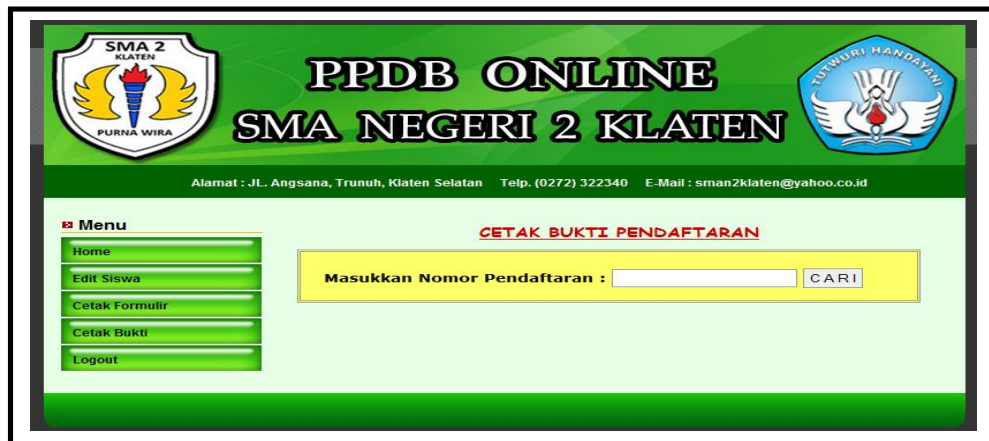 SMA 2
KLATEN
PURNA WIRA
PPDB ONLINE
SMA NEGERI 2 KLATEN
TUTWURI HANDAYANI
Alamat : JL. Angsana, Trunuh, Klaten Selatan Telp. (0272) 322340 E-Mail : sman2klaten@yahoo.co.id
Menu
Home
Edit Siswa
Cetak Formulir
Cetak Bukti
Logout
CETAK BUKTI PENDAFTARAN
Masukkan Nomor Pendaftaran : CARI